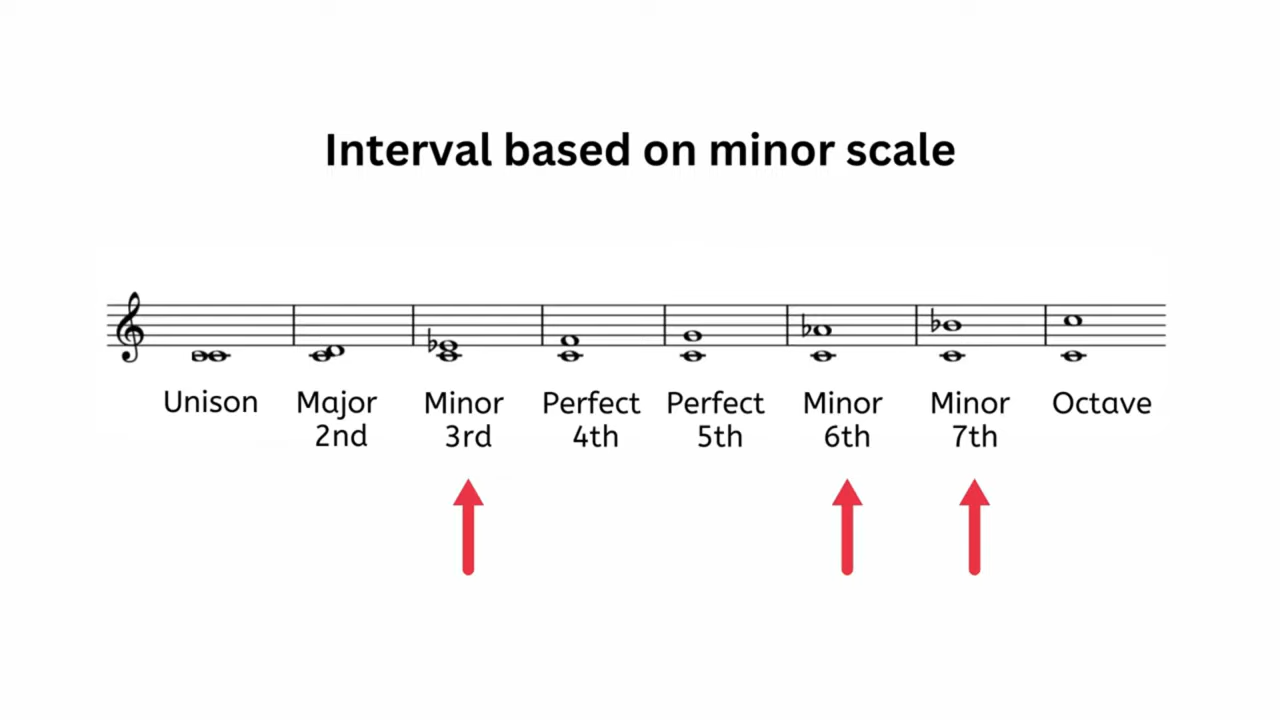 Interval based on minor scale
Unison Major Minor Perfect Perfect Minor Minor Octave
2nd 3rd 4th 5th 6th 7th